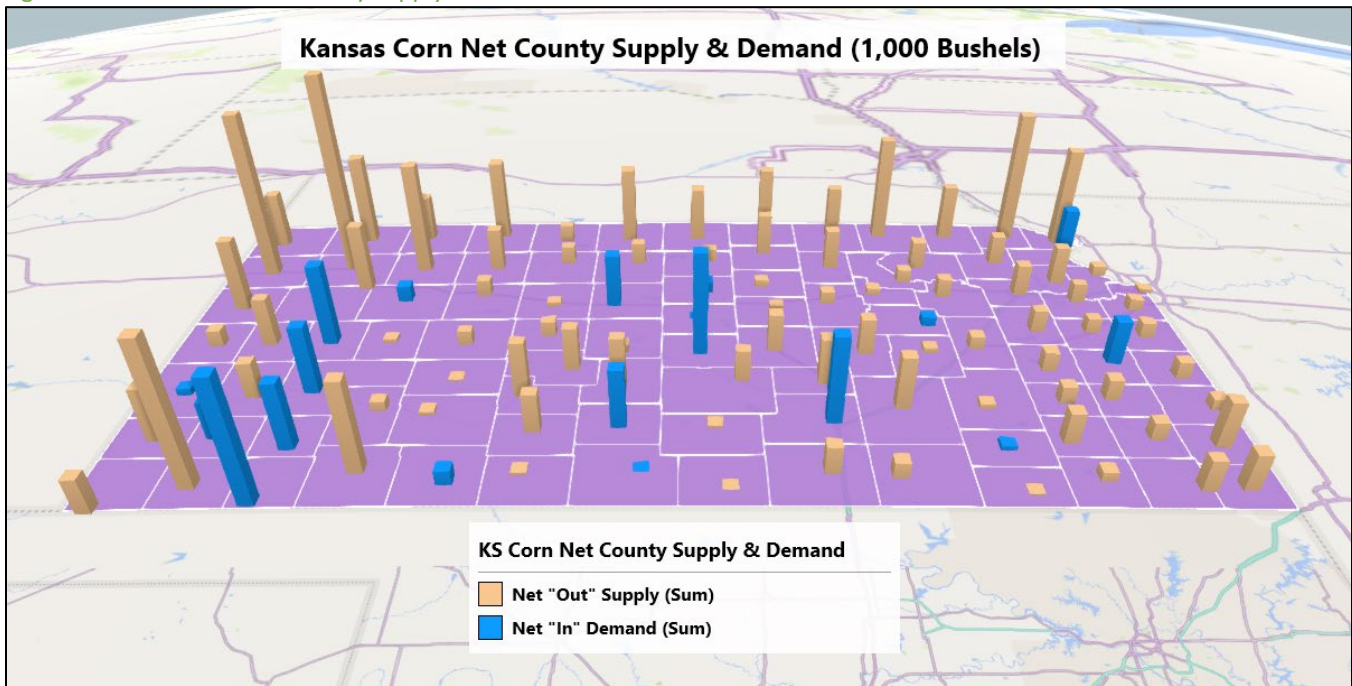 Kansas Corn Net County Supply & Demand (1,000 Bushels)
KS Corn Net County Supply & Demand
Net "Out" Supply (Sum)
Net "In" Demand (Sum)